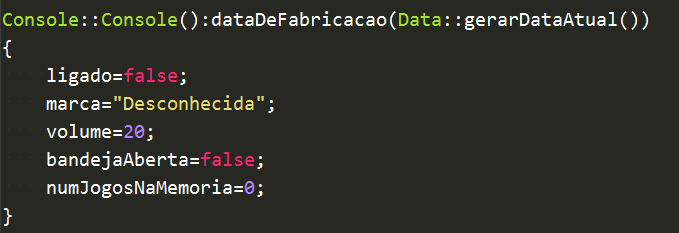 Console::Console():dataDeFabricacao(Data::gerarDataAtual())
{
    ligado=false;
    marca="Desconhecida";
    volume=20;
    bandejaAberta=false;
    numJogosNaMemoria=0;
}